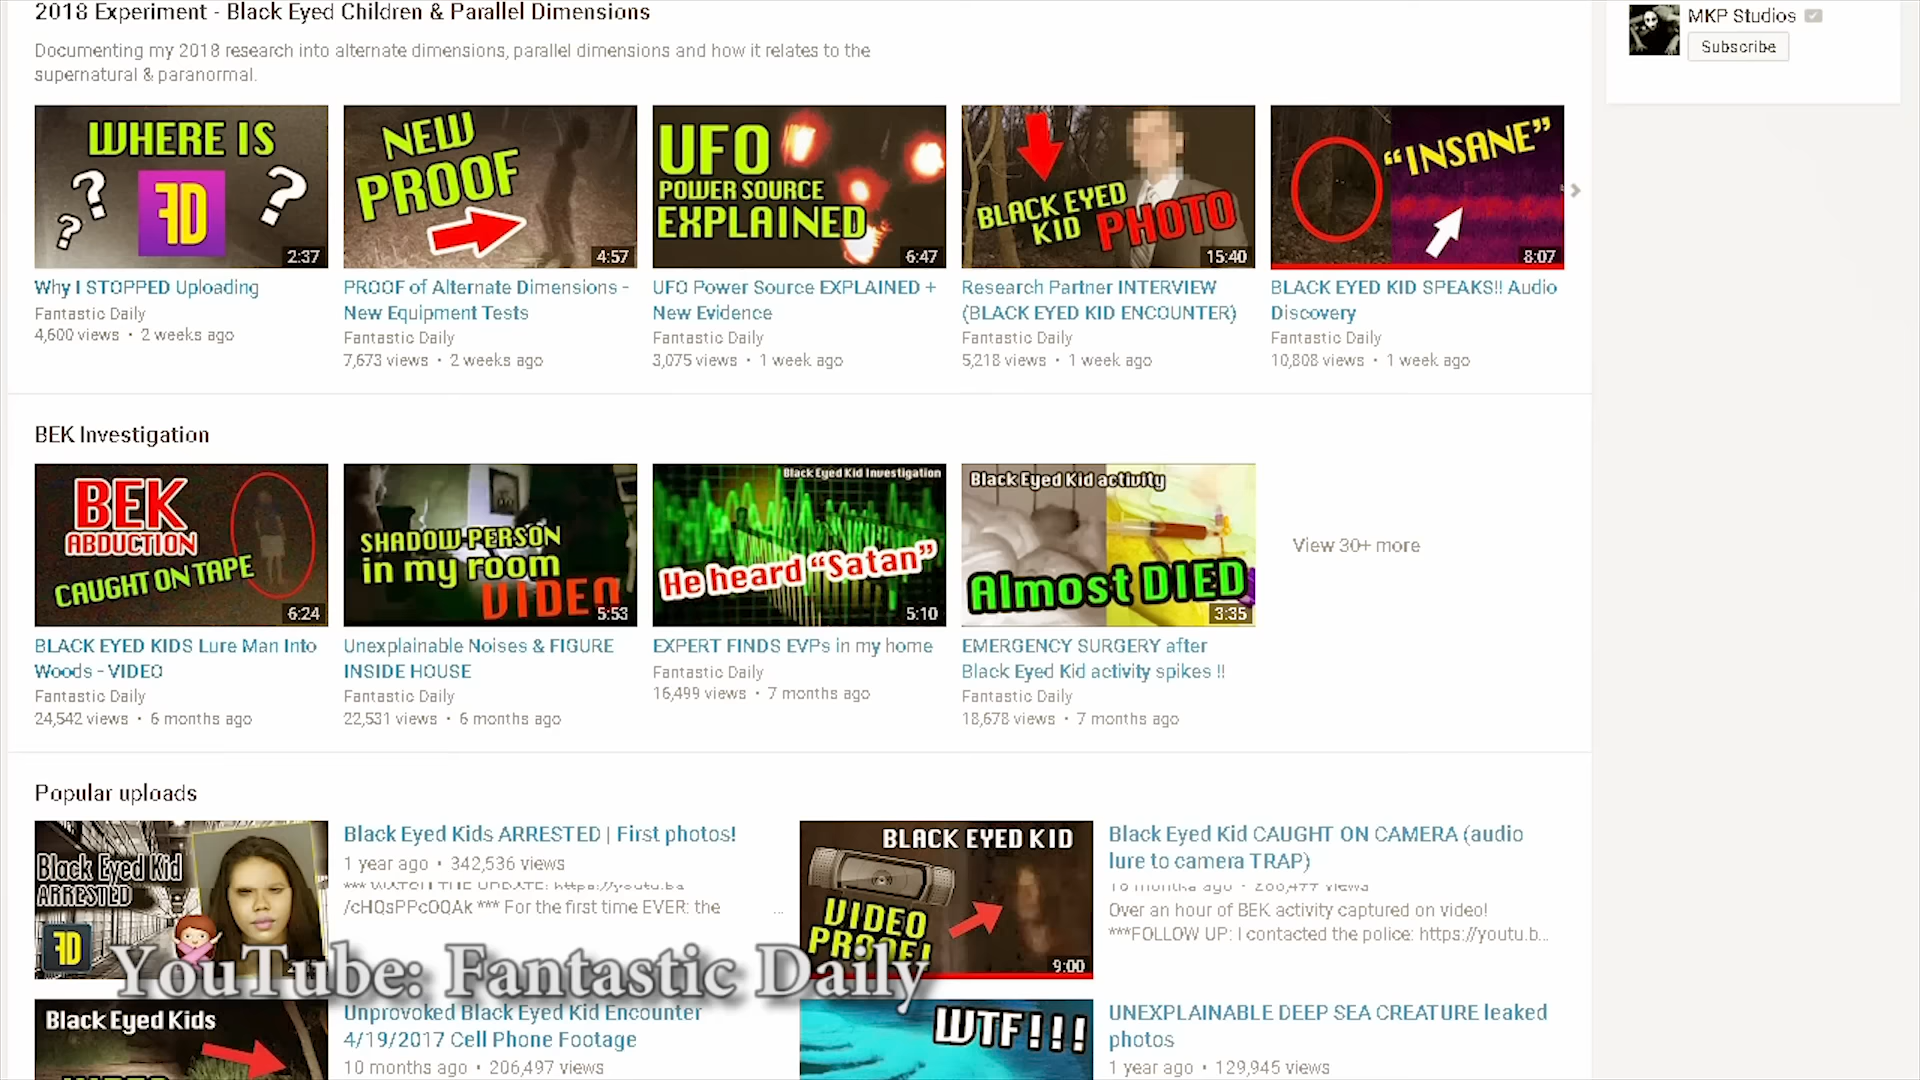 2018 Experiment - Black Eyed Children & Parallel Dimensions
Documenting my 2018 research into alternate dimensions, parallel dimensions and how it relates to the
supernatural & paranormal.
MKP Studios
Subscribe
WHERE IS
? ? ?
FD
2:37
Why I STOPPED Uploading
Fantastic Daily
4,600 views • 2 weeks ago
NEW
PROOF
4:57
PROOF of Alternate Dimensions -
New Equipment Tests
Fantastic Daily
7,673 views • 2 weeks ago
UFO
POWER SOURCE
EXPLAINED
6:47
UFO Power Source EXPLAINED +
New Evidence
Fantastic Daily
3,075 views • 1 week ago
BLACK EYED
KID PHOTO
15:40
Research Partner INTERVIEW
(BLACK EYED KID ENCOUNTER)
Fantastic Daily
5,218 views • 1 week ago
"INSANE"
8:07
BLACK EYED KID SPEAKS!! Audio
Discovery
Fantastic Daily
10,808 views • 1 week ago
BEK Investigation
BEK
ABDUCTION
CAUGHT ON TAPE
6:24
BLACK EYED KIDS Lure Man Into
Woods - VIDEO
Fantastic Daily
24,542 views • 6 months ago
SHADOW PERSON
in my room
VIDEO
5:53
Unexplainable Noises & FIGURE
INSIDE HOUSE
Fantastic Daily
22,531 views • 6 months ago
Black Eyed Kid Investigation
He heard "Satan"
5:10
EXPERT FINDS EVPs in my home
Fantastic Daily
16,499 views • 7 months ago
Black Eyed Kid activity
Almost DIED
3:35
EMERGENCY SURGERY after
Black Eyed Kid activity spikes !!
Fantastic Daily
18,678 views • 7 months ago
View 30+ more
Popular uploads
Black Eyed Kid
ARRESTED
FD
Black Eyed Kids ARRESTED | First photos!
1 year ago • 342,536 views
*** WATCH THE UPDATE: https://youtu.be
/cHQsPPcOQAk *** For the first time EVER: the ...
BLACK EYED KID
VIDEO
PROOF!
9:00
Black Eyed Kid CAUGHT ON CAMERA (audio
lure to camera TRAP)
Over an hour of BEK activity captured on video!
***FOLLOW UP: I contacted the police: https://youtu.b...
YouTube: Fantastic Daily
Black Eyed Kids
Unprovoked Black Eyed Kid Encounter
4/19/2017 Cell Phone Footage
10 months ago • 206,497 views
WTF!!!
UNEXPLAINABLE DEEP SEA CREATURE leaked
photos
1 year ago • 129,945 views